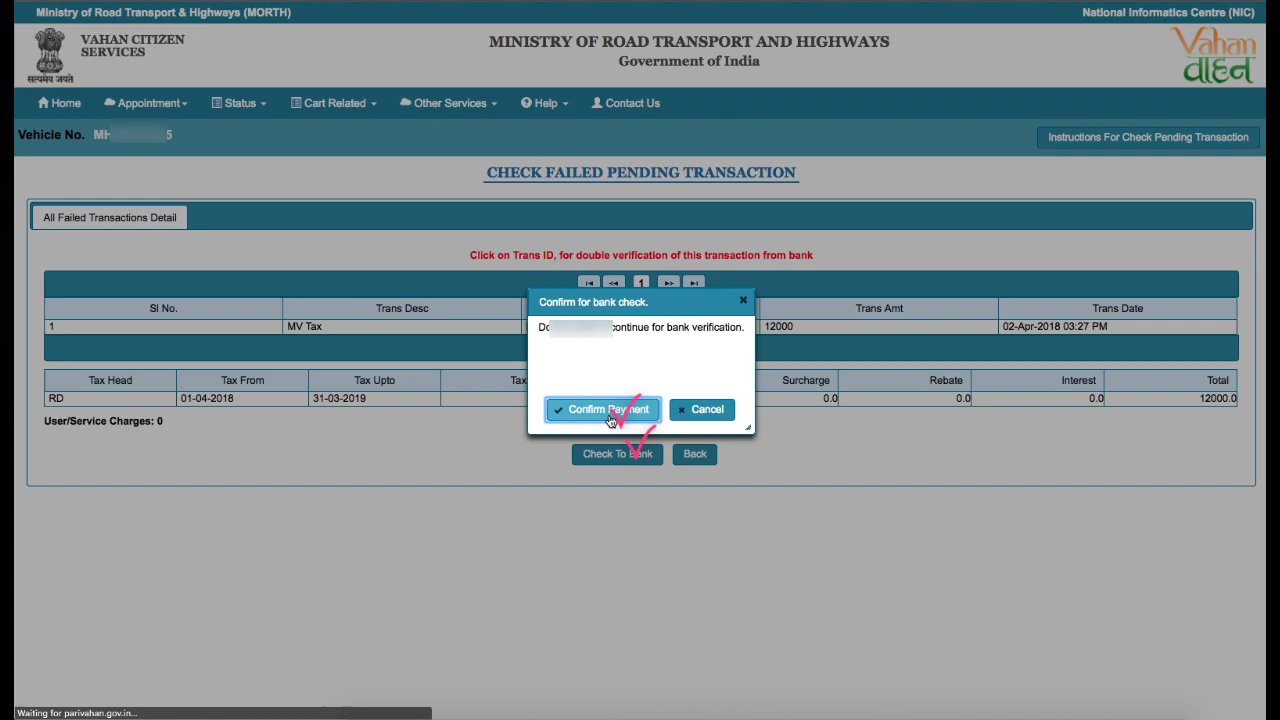 Ministry of Road Transport & Highways (MORTH)
National Informatics Centre (NIC)
सत्यमेव जयते
VAHAN CITIZEN
SERVICES
MINISTRY OF ROAD TRANSPORT AND HIGHWAYS
Government of India
Vahan
वाहन
Home Appointment Status Cart Related Other Services Help Contact Us
Vehicle No. MH 5
Instructions For Check Pending Transaction
CHECK FAILED PENDING TRANSACTION
All Failed Transactions Detail
Click on Trans ID, for double verification of this transaction from bank
1
Sl No. Trans Desc Trans Amt Trans Date
1 MV Tax 12000 02-Apr-2018 03:27 PM
Confirm for bank check.
Do continue for bank verification.
Confirm Payment Cancel
Tax Head Tax From Tax Upto Tax Surcharge Rebate Interest Total
RD 01-04-2018 31-03-2019 0.0 0.0 0.0 12000.0
User/Service Charges: 0
Check To Bank Back
Waiting for parivahan.gov.in...